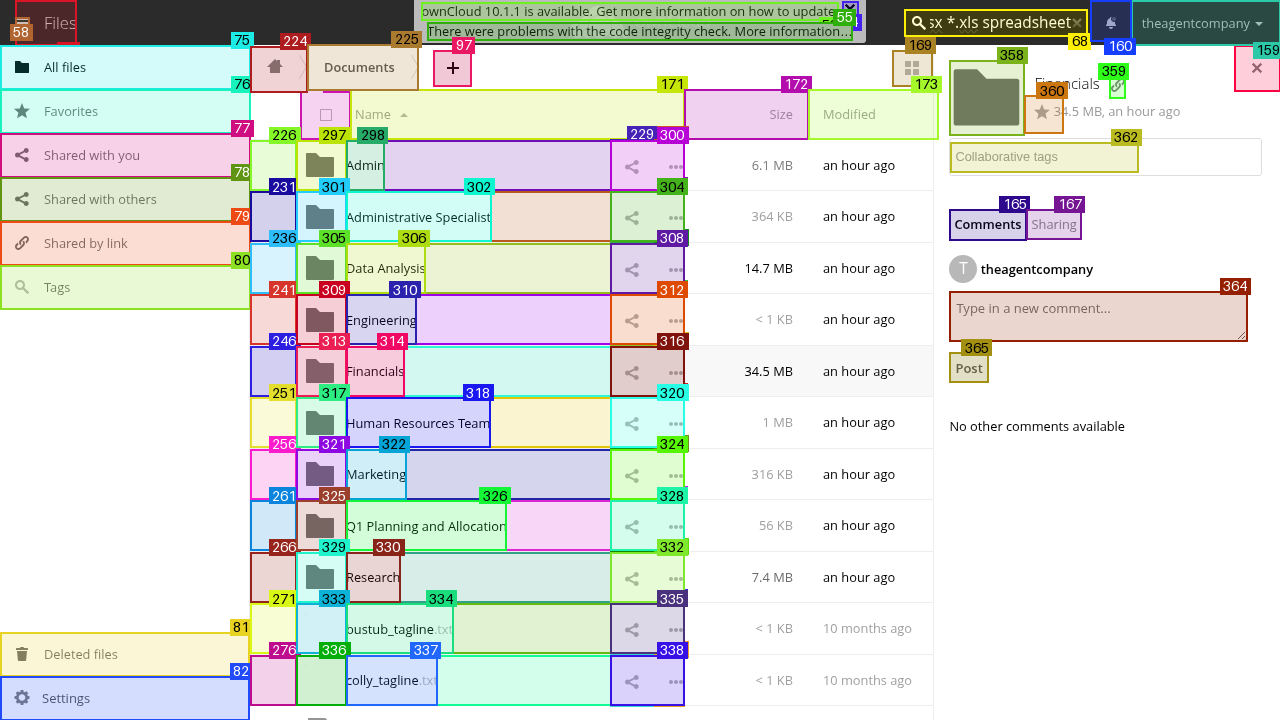 Files
ownCloud 10.1.1 is available. Get more information on how to update
There were problems with the code integrity check. More information…
55
58
sx *.xls spreadsheet
68
160
theagentcompany
159
75
All files
76
Favorites
77
Shared with you
78
Shared with others
79
Shared by link
80
Tags
81
Deleted files
82
Settings
224
225
Documents
97
+
169
171
172
173
Name
Size
Modified
226 297 298 229 300
Admin
6.1 MB
an hour ago
231 301 302 304
Administrative Specialist
364 KB
an hour ago
236 305 306 308
Data Analysis
14.7 MB
an hour ago
241 309 310 312
Engineering
< 1 KB
an hour ago
246 313 314 316
Financials
34.5 MB
an hour ago
251 317 318 320
Human Resources Team
1 MB
an hour ago
256 321 322 324
Marketing
316 KB
an hour ago
261 325 326 328
Q1 Planning and Allocation
56 KB
an hour ago
266 329 330 332
Research
7.4 MB
an hour ago
271 333 334 335
bustub_tagline.txt
< 1 KB
10 months ago
276 336 337 338
colly_tagline.txt
< 1 KB
10 months ago
358
Financials
359
360
34.5 MB, an hour ago
362
Collaborative tags
165
Comments
167
Sharing
T
theagentcompany
364
Type in a new comment...
365
Post
No other comments available